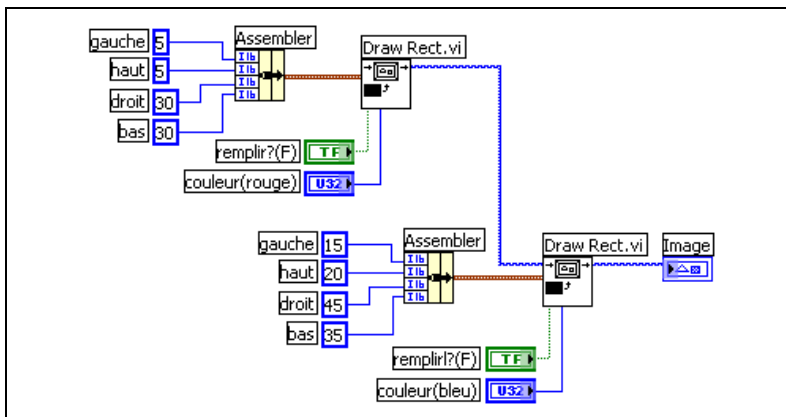 Assembler
Draw Rect.vi
gauche 5
haut 5
droit 30
bas 30
remplir?(F) TF
couleur(rouge) U32
Assembler
Draw Rect.vi
Image
gauche 15
haut 20
droit 45
bas 35
remplirl?(F) TF
couleur(bleu) U32